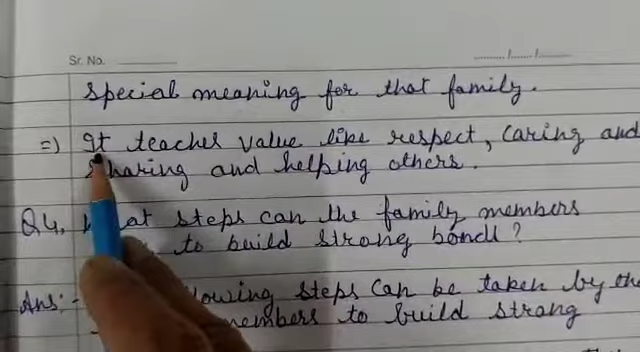 Sr. No.
special meaning for that family.
=) It teaches value like respect, caring and
sharing and helping others.
Q4. What steps can the family members
to build strong bonds?
Ans:- lowing steps can be taken by the
members to build strong